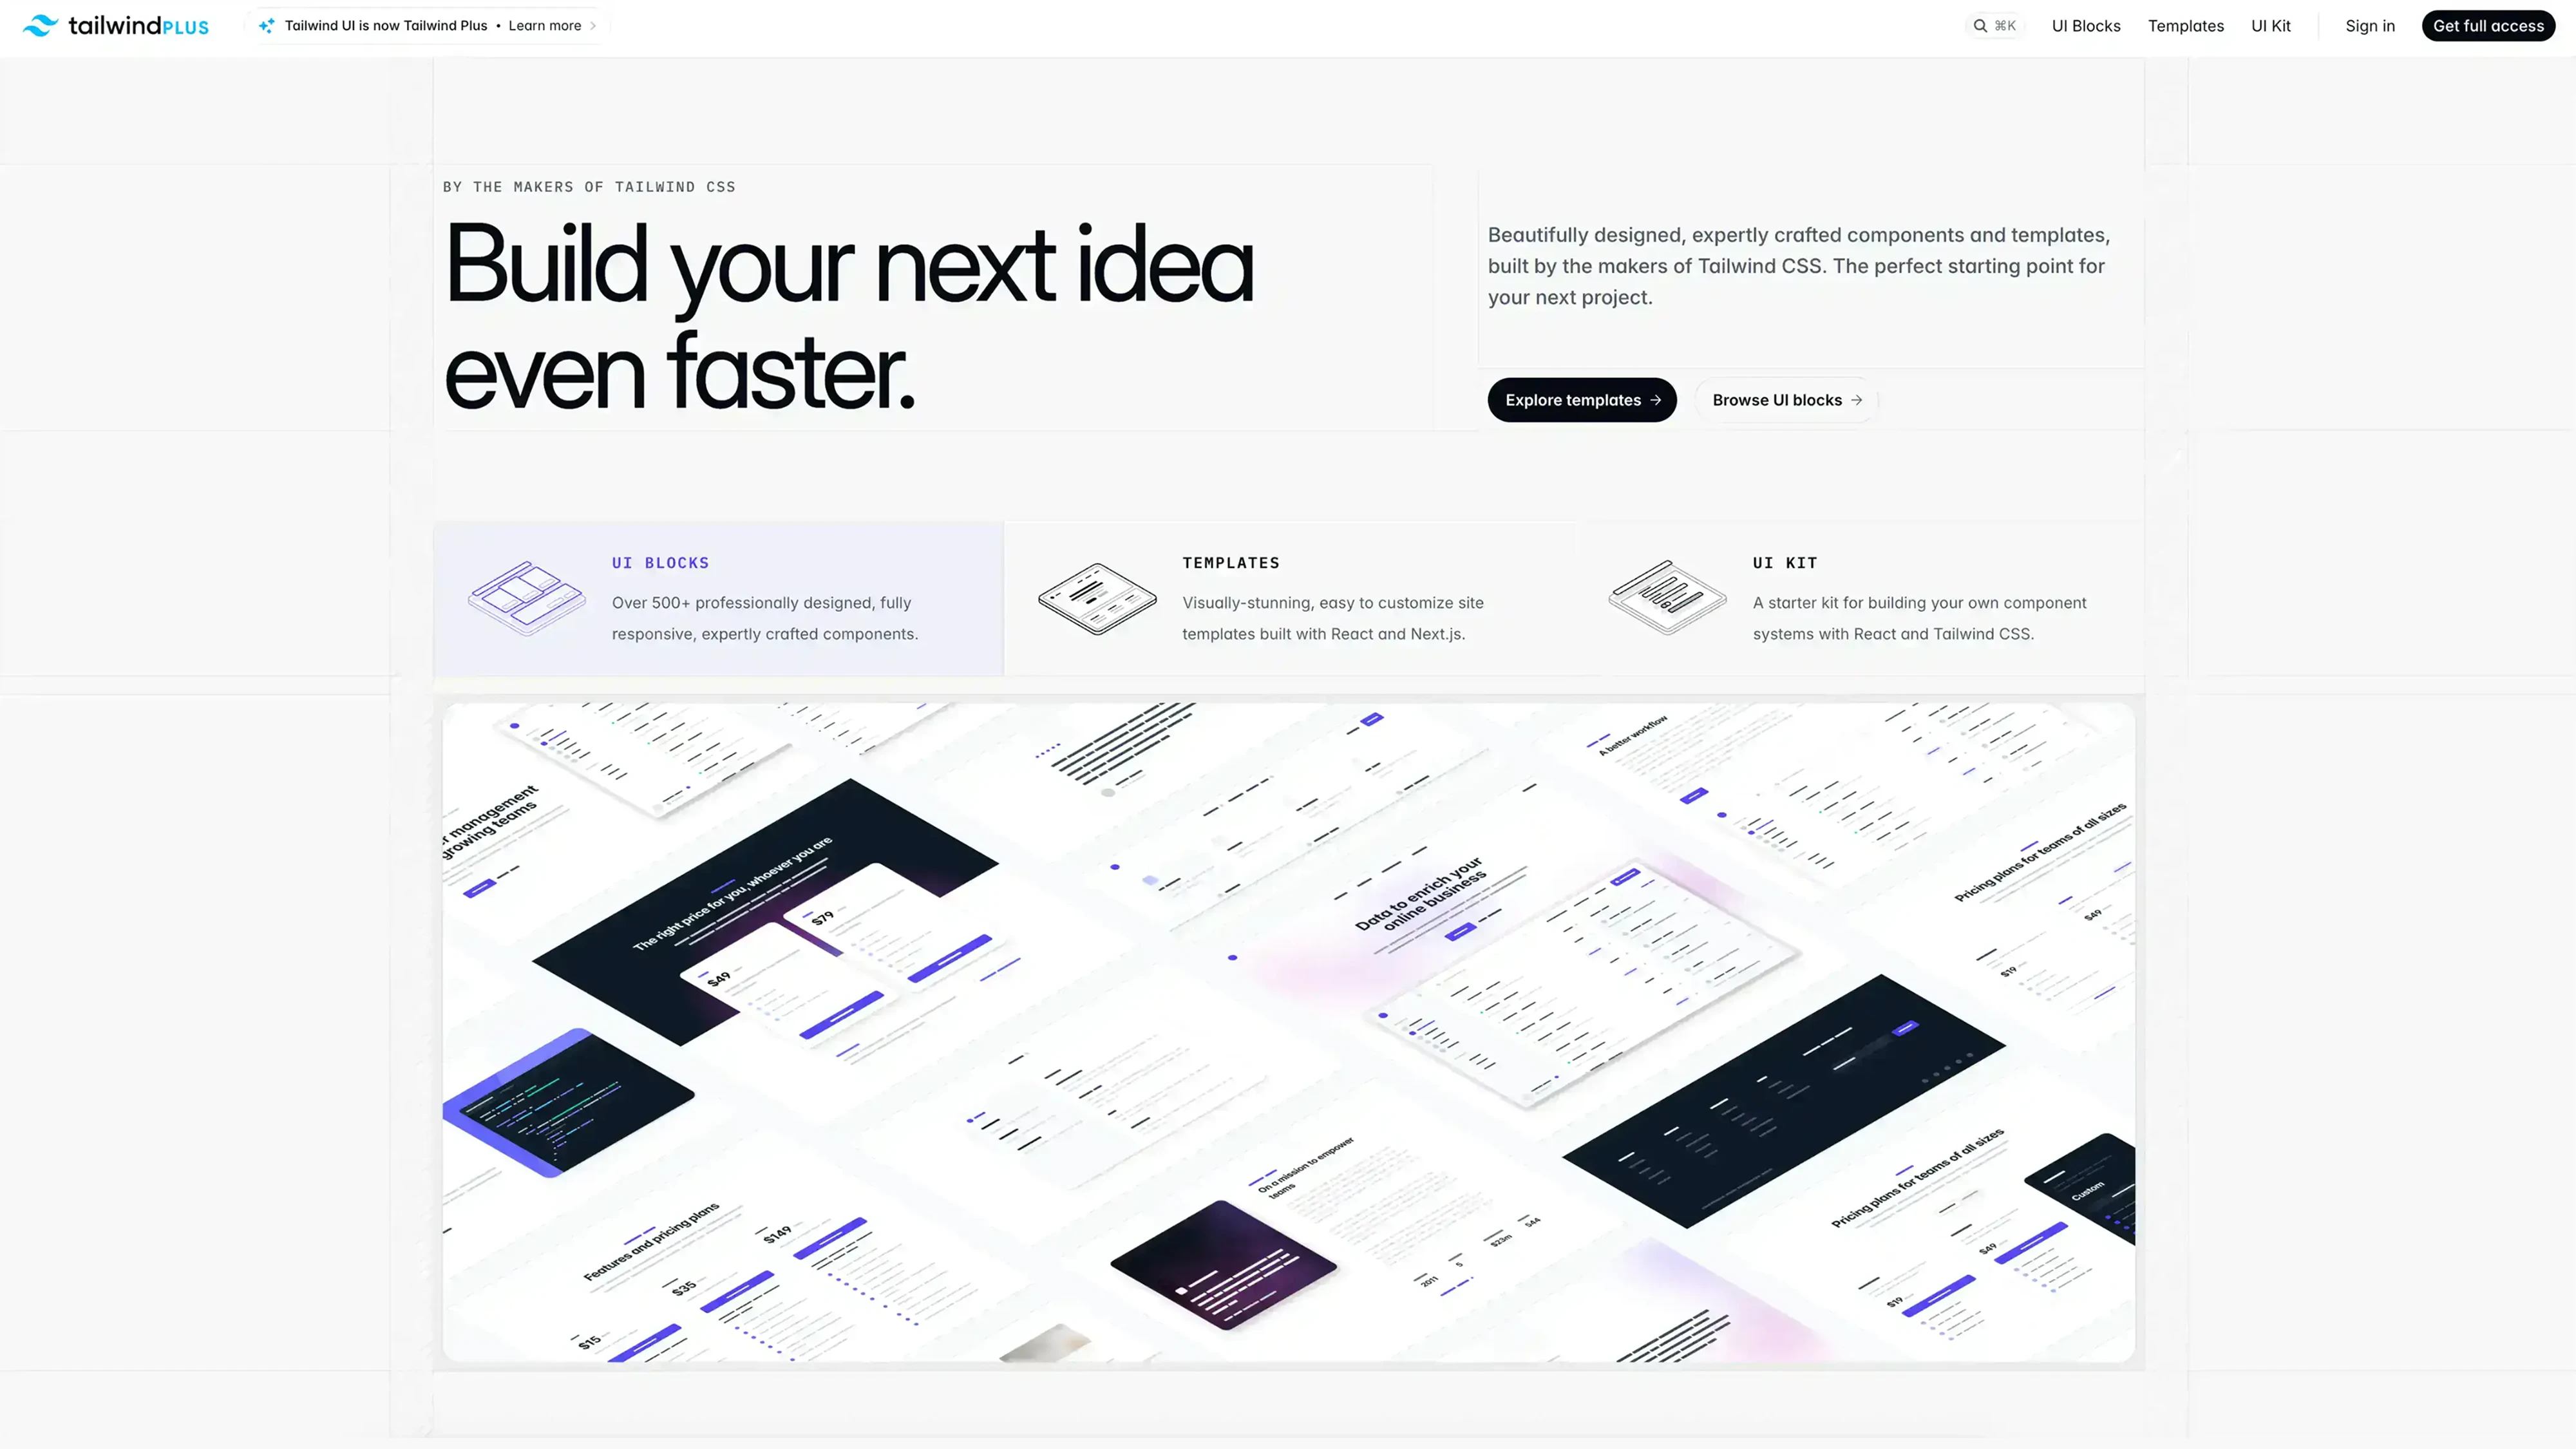 tailwindPLUS
Tailwind UI is now Tailwind Plus • Learn more
⌘K
UI Blocks
Templates
UI Kit
Sign in
Get full access
BY THE MAKERS OF TAILWIND CSS
Build your next idea
even faster.
Beautifully designed, expertly crafted components and templates,
built by the makers of Tailwind CSS. The perfect starting point for
your next project.
Explore templates →
Browse UI blocks →
UI BLOCKS
Over 500+ professionally designed, fully
responsive, expertly crafted components.
TEMPLATES
Visually-stunning, easy to customize site
templates built with React and Next.js.
UI KIT
A starter kit for building your own component
systems with React and Tailwind CSS.
management
growing teams
The right price for you, whoever you are
$49
$79
A better workflow
Data to enrich your
online business
Pricing plans for teams of all sizes
$19
$49
Features and pricing plans
$15
$35
$149
On a mission to empower
teams
2011
5
$23m
$44
Pricing plans for teams of all sizes
$19
$49
Custom